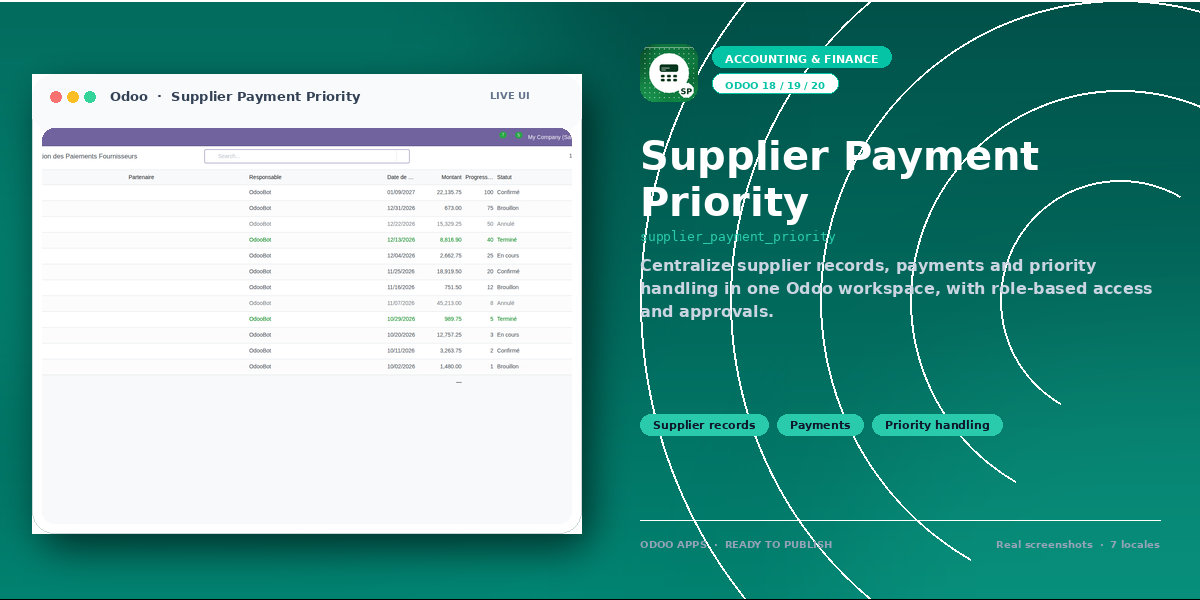 Odoo · Supplier Payment Priority
LIVE UI
My Company (Sa
ion des Paiements Fournisseurs
Search...
1
Partenaire Responsable Date de ... Montant Progress... Statut
OdooBot 01/09/2027 22,135.75 100 Confirmé
OdooBot 12/31/2026 673.00 75 Brouillon
OdooBot 12/22/2026 15,329.25 50 Annulé
OdooBot 12/13/2026 8,816.90 40 Terminé
OdooBot 12/04/2026 2,662.75 25 En cours
OdooBot 11/25/2026 18,919.50 20 Confirmé
OdooBot 11/16/2026 751.50 12 Brouillon
OdooBot 11/07/2026 45,213.00 8 Annulé
OdooBot 10/29/2026 989.75 5 Terminé
OdooBot 10/20/2026 12,757.25 3 En cours
OdooBot 10/11/2026 3,263.75 2 Confirmé
OdooBot 10/02/2026 1,480.00 1 Brouillon
—
SP
ACCOUNTING & FINANCE
ODOO 18 / 19 / 20
Supplier Payment
Priority
supplier_payment_priority
Centralize supplier records, payments and priority
handling in one Odoo workspace, with role-based access
and approvals.
Supplier records
Payments
Priority handling
ODOO APPS · READY TO PUBLISH
Real screenshots · 7 locales